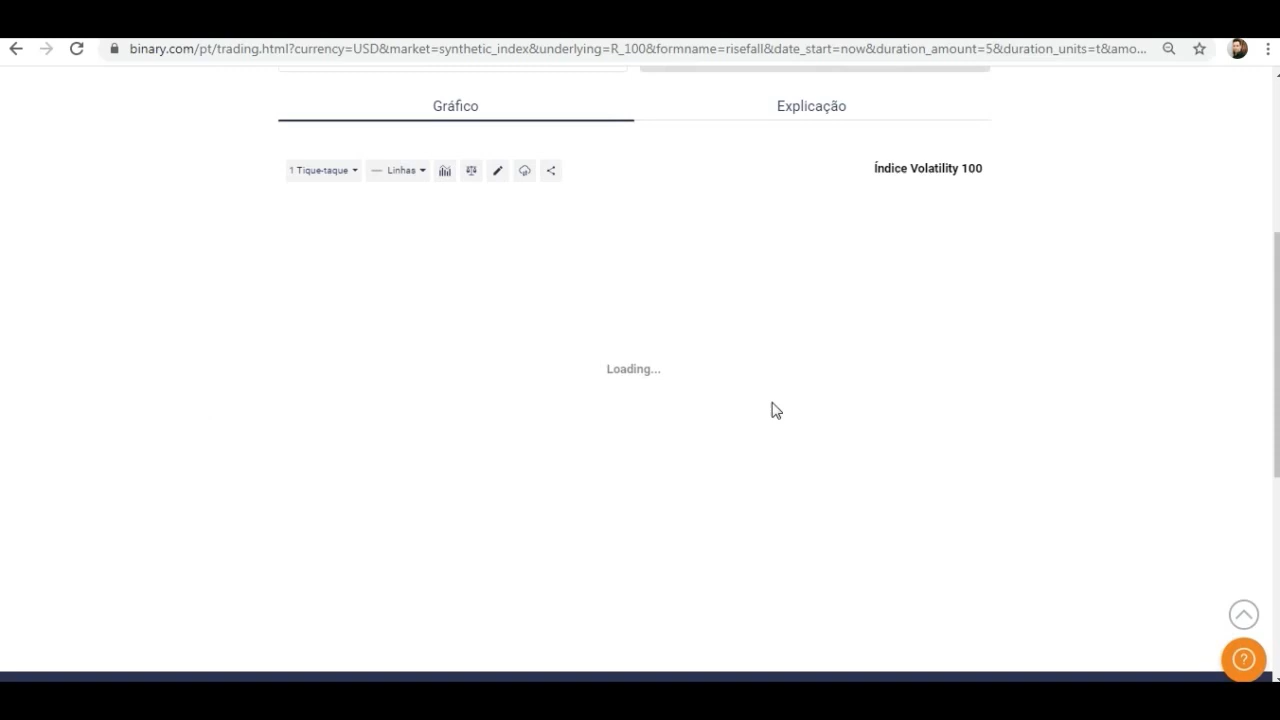 binary.com/pt/trading.html?currency=USD&market=synthetic_index&underlying=R_100&formname=risefall&date_start=now&duration_amount=5&duration_units=t&amo...
Gráfico
Explicação
1 Tique-taque
Linhas
Índice Volatility 100
Loading...